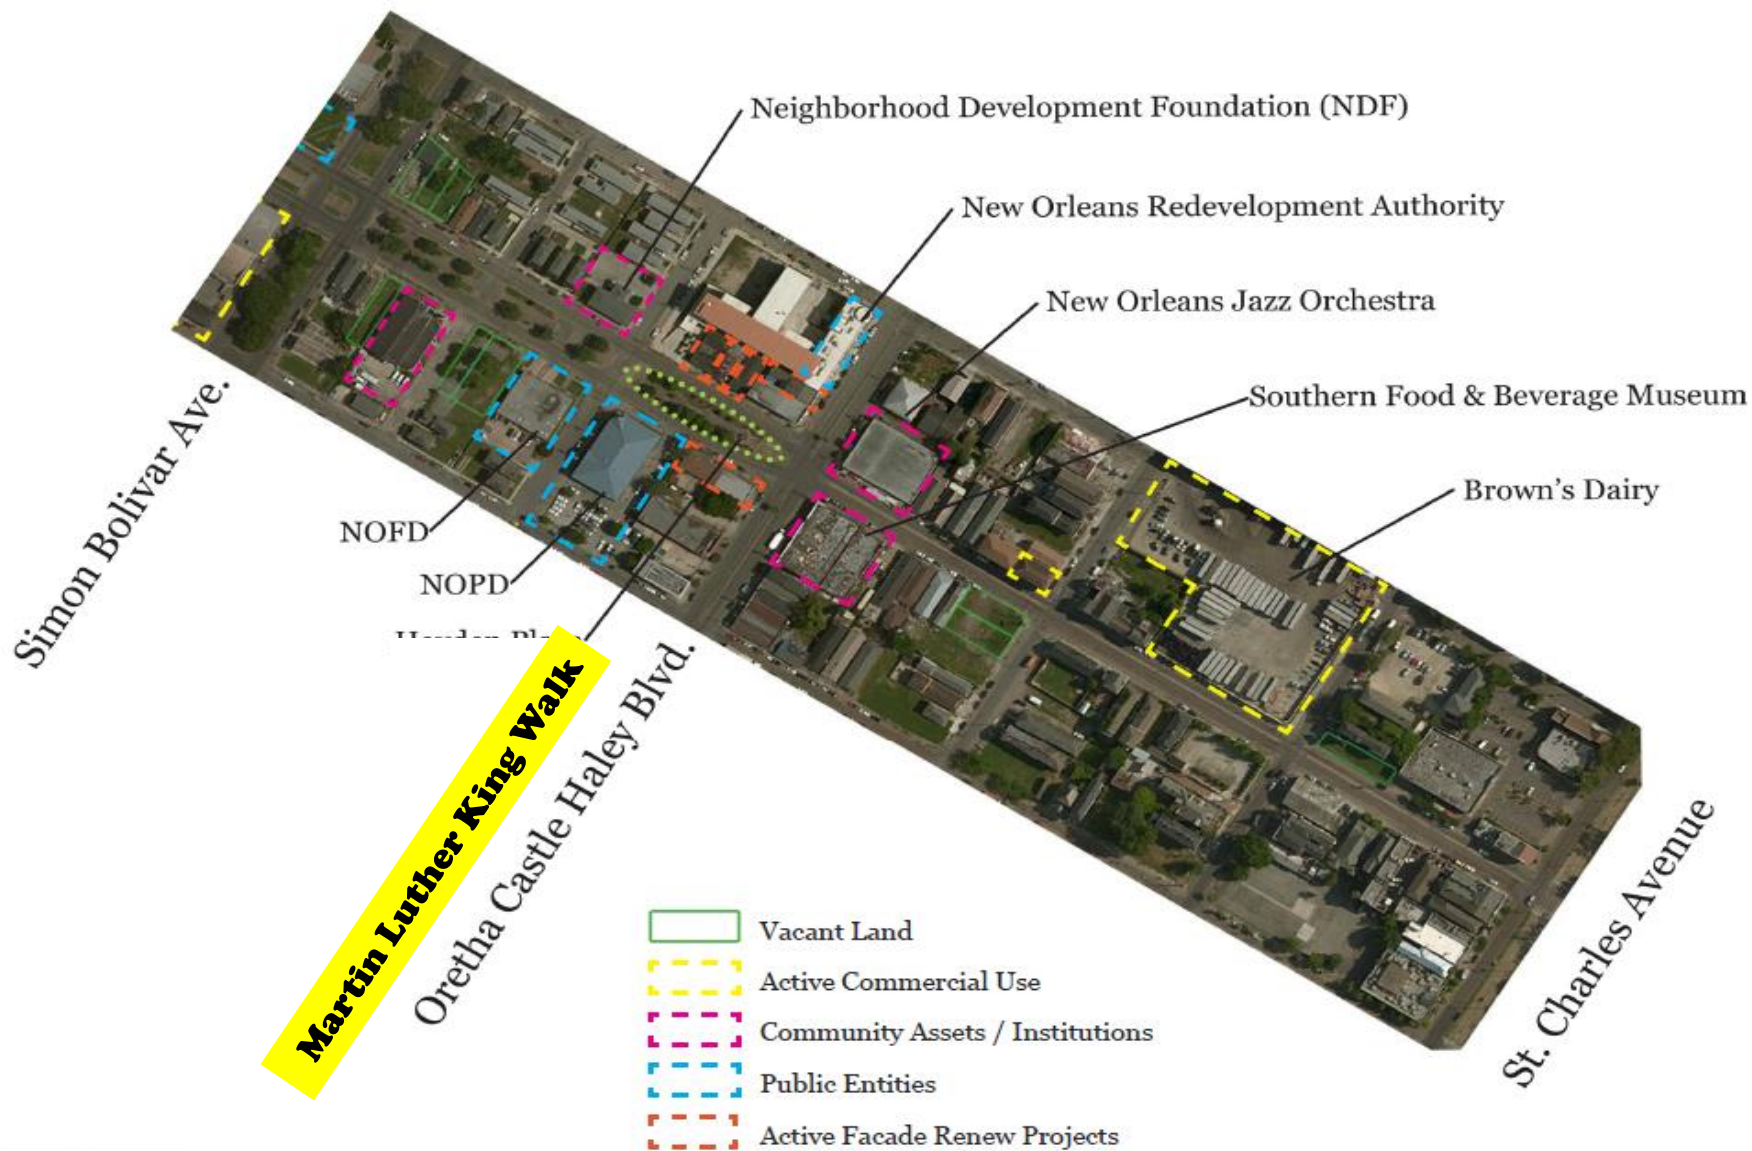 Neighborhood Development Foundation (NDF)
New Orleans Redevelopment Authority
New Orleans Jazz Orchestra
Southern Food & Beverage Museum
Brown's Dairy
NOFD
NOPD
Simon Bolivar Ave.
Martin Luther King Walk
Oretha Castle Haley Blvd.
St. Charles Avenue
Vacant Land
Active Commercial Use
Community Assets / Institutions
Public Entities
Active Facade Renew Projects